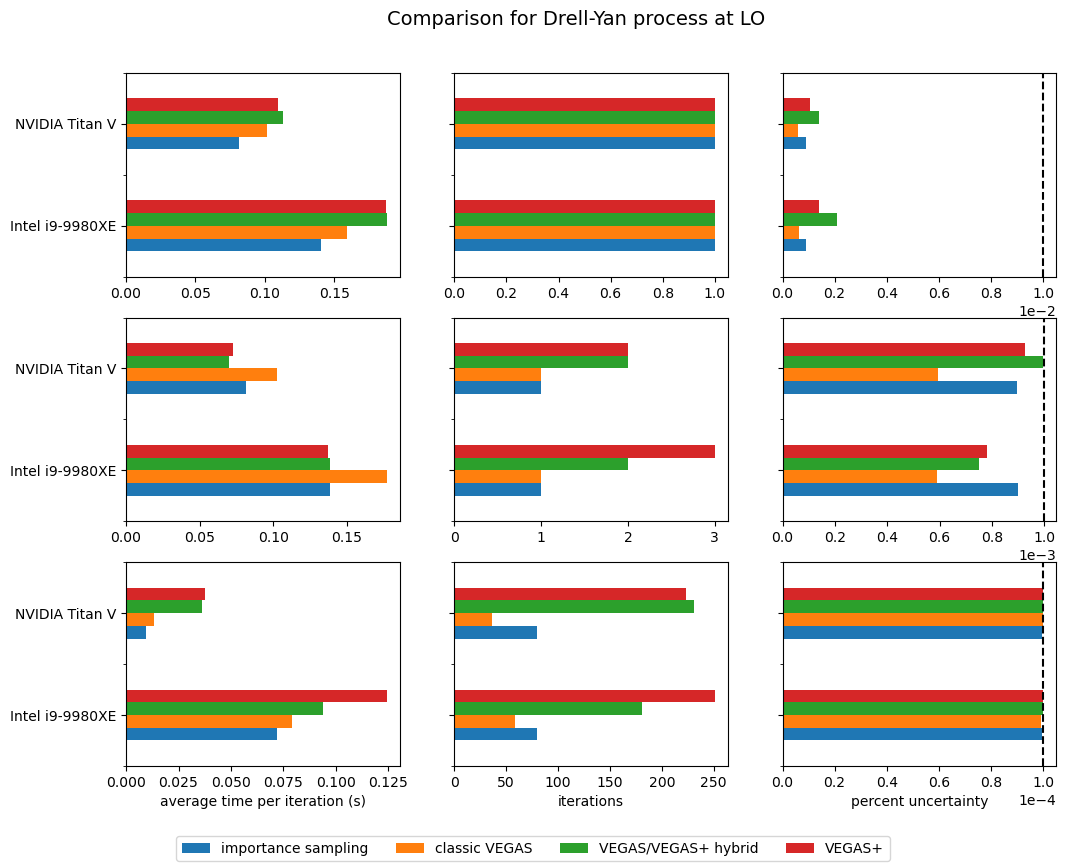 Comparison for Drell-Yan process at LO
NVIDIA Titan V
Intel i9-9980XE
0.00 0.05 0.10 0.15
0.0 0.2 0.4 0.6 0.8 1.0
0.0 0.2 0.4 0.6 0.8 1.0
1e−2
NVIDIA Titan V
Intel i9-9980XE
0.00 0.05 0.10 0.15
0 1 2 3
0.0 0.2 0.4 0.6 0.8 1.0
1e−3
NVIDIA Titan V
Intel i9-9980XE
0.000 0.025 0.050 0.075 0.100 0.125
0 50 100 150 200 250
0.0 0.2 0.4 0.6 0.8 1.0
1e−4
average time per iteration (s)
iterations
percent uncertainty
importance sampling classic VEGAS VEGAS/VEGAS+ hybrid VEGAS+